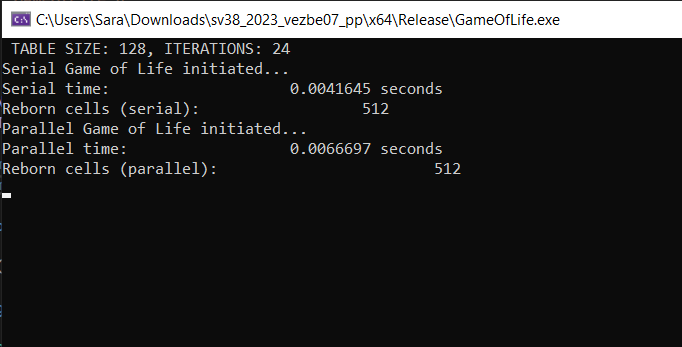 C:\Users\Sara\Downloads\sv38_2023_vezbe07_pp\x64\Release\GameOfLife.exe
TABLE SIZE: 128, ITERATIONS: 24
Serial Game of Life initiated...
Serial time: 0.0041645 seconds
Reborn cells (serial): 512
Parallel Game of Life initiated...
Parallel time: 0.0066697 seconds
Reborn cells (parallel): 512